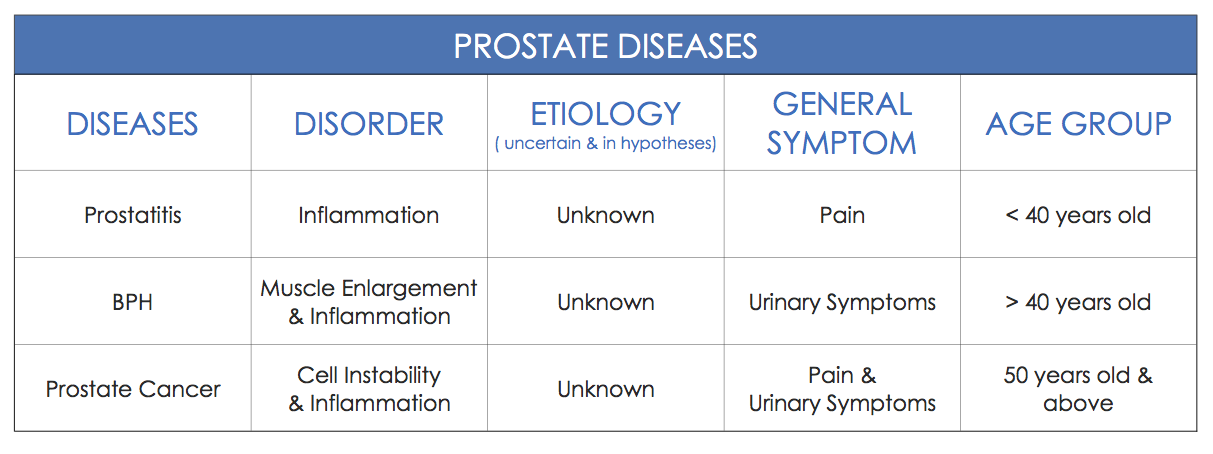 PROSTATE DISEASES
DISEASES
DISORDER
ETIOLOGY
( uncertain & in hypotheses)
GENERAL
SYMPTOM
AGE GROUP
Prostatitis
Inflammation
Unknown
Pain
< 40 years old
BPH
Muscle Enlargement
& Inflammation
Unknown
Urinary Symptoms
> 40 years old
Prostate Cancer
Cell Instability
& Inflammation
Unknown
Pain &
Urinary Symptoms
50 years old &
above